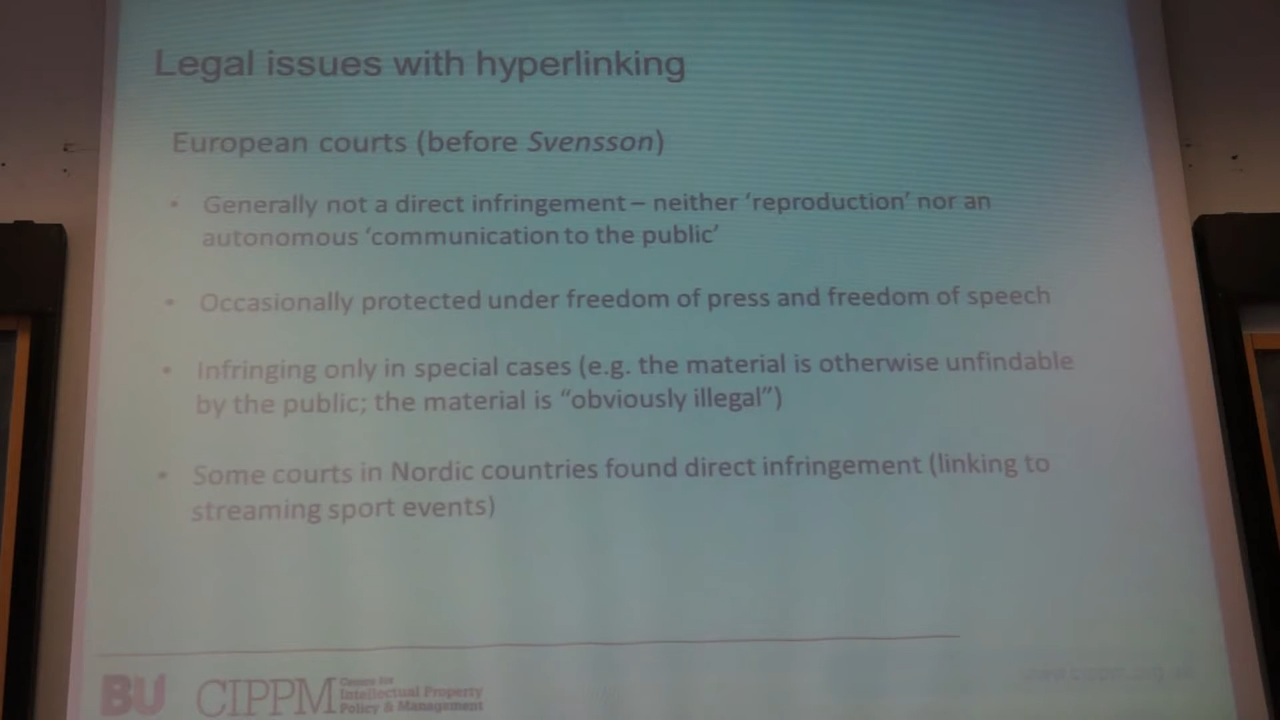 Legal issues with hyperlinking
European courts (before Svensson)
• Generally not a direct infringement – neither 'reproduction' nor an
autonomous 'communication to the public'
• Occasionally protected under freedom of press and freedom of speech
• Infringing only in special cases (e.g. the material is otherwise unfindable
by the public; the material is "obviously illegal")
• Some courts in Nordic countries found direct infringement (linking to
streaming sport events)
BU CIPPM Centre for
Intellectual Property
Policy & Management